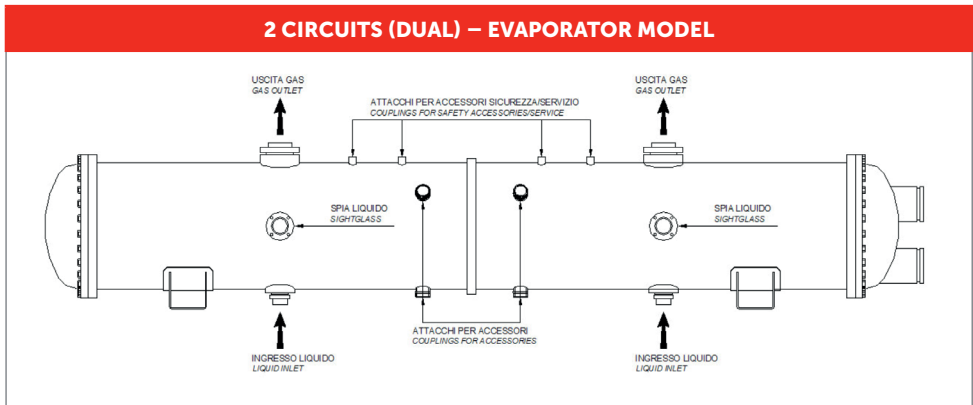 2 CIRCUITS (DUAL) – EVAPORATOR MODEL
USCITA GAS
GAS OUTLET
ATTACCHI PER ACCESSORI SICUREZZA/SERVIZIO
COUPLINGS FOR SAFETY ACCESSORIES/SERVICE
USCITA GAS
GAS OUTLET
SPIA LIQUIDO
SIGHTGLASS
SPIA LIQUIDO
SIGHTGLASS
ATTACCHI PER ACCESSORI
COUPLINGS FOR ACCESSORIES
INGRESSO LIQUIDO
LIQUID INLET
INGRESSO LIQUIDO
LIQUID INLET